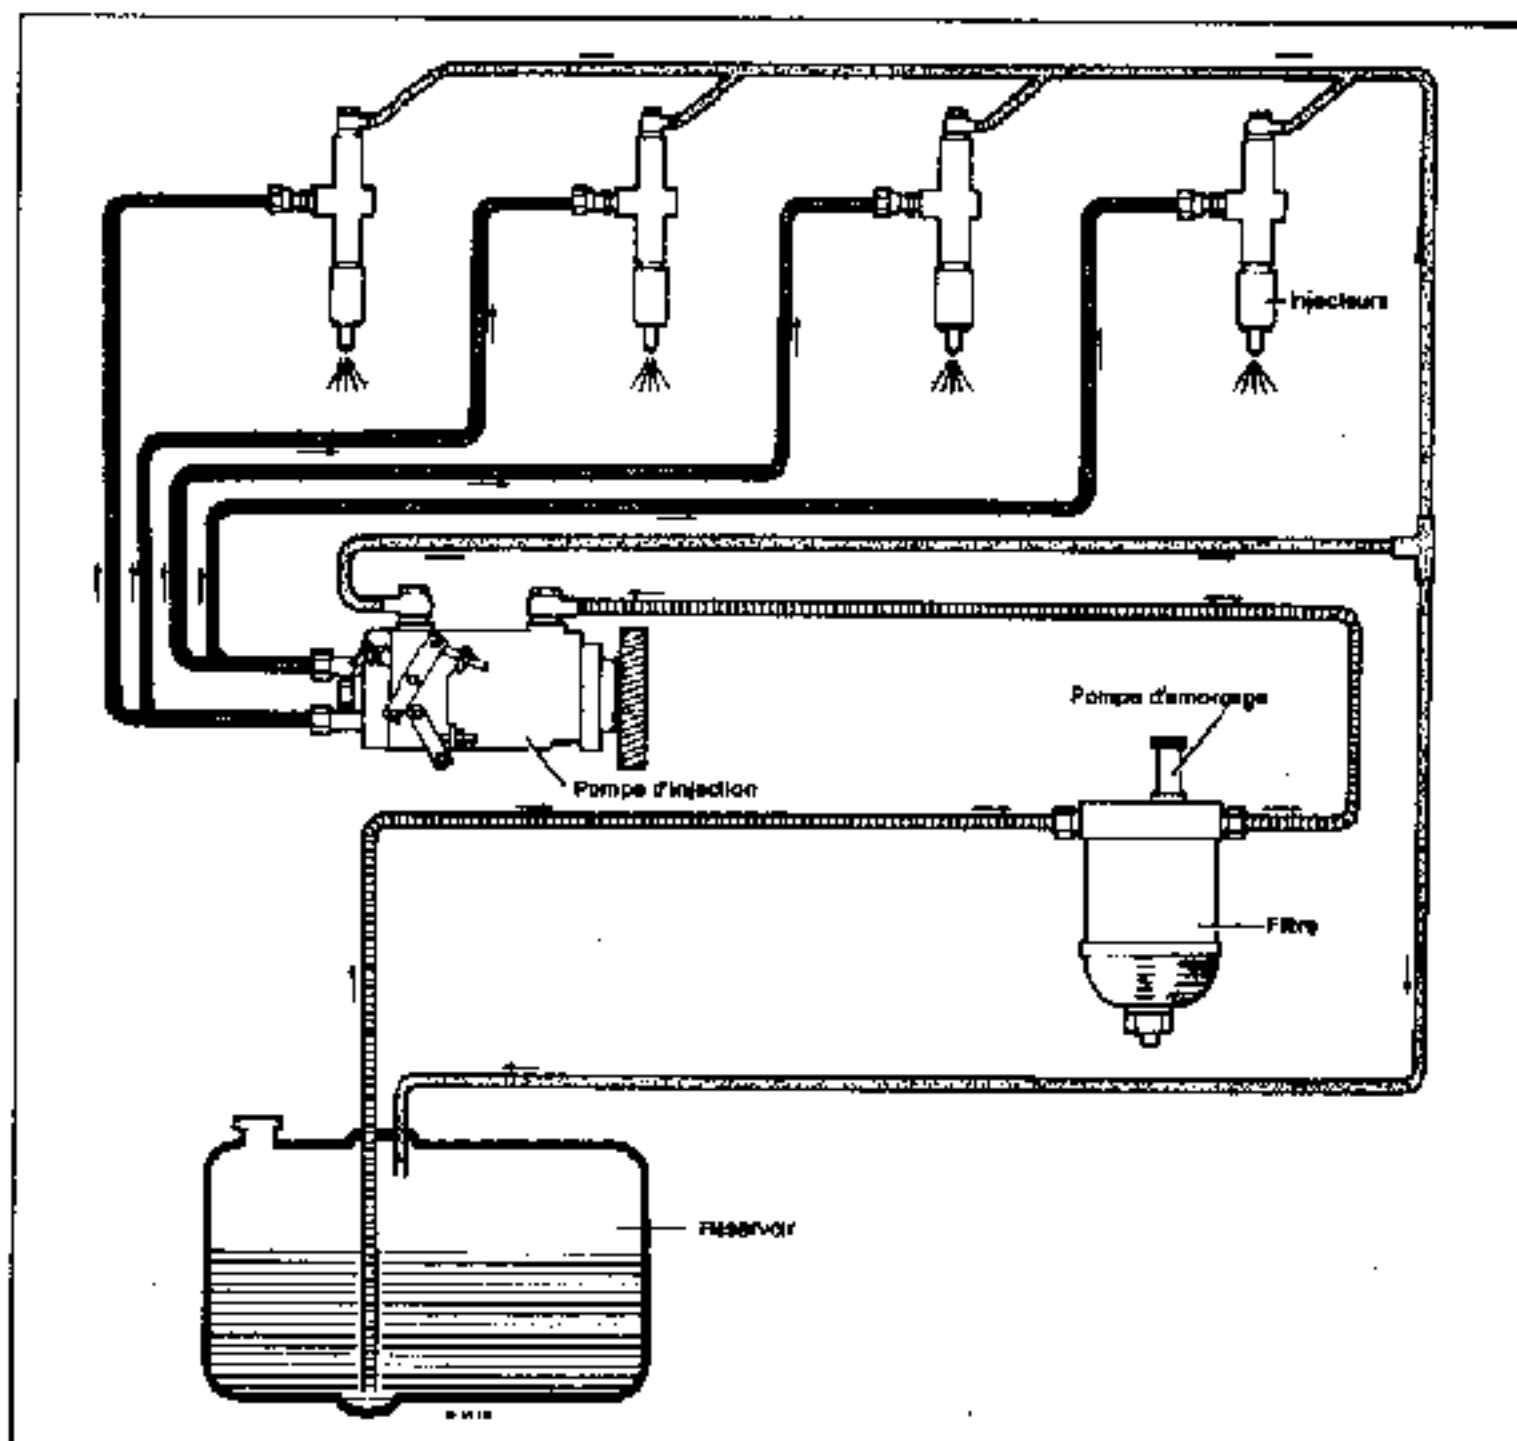 Injecteurs
Pompe d'amorçage
Pompe d'injection
Filtre
Réservoir